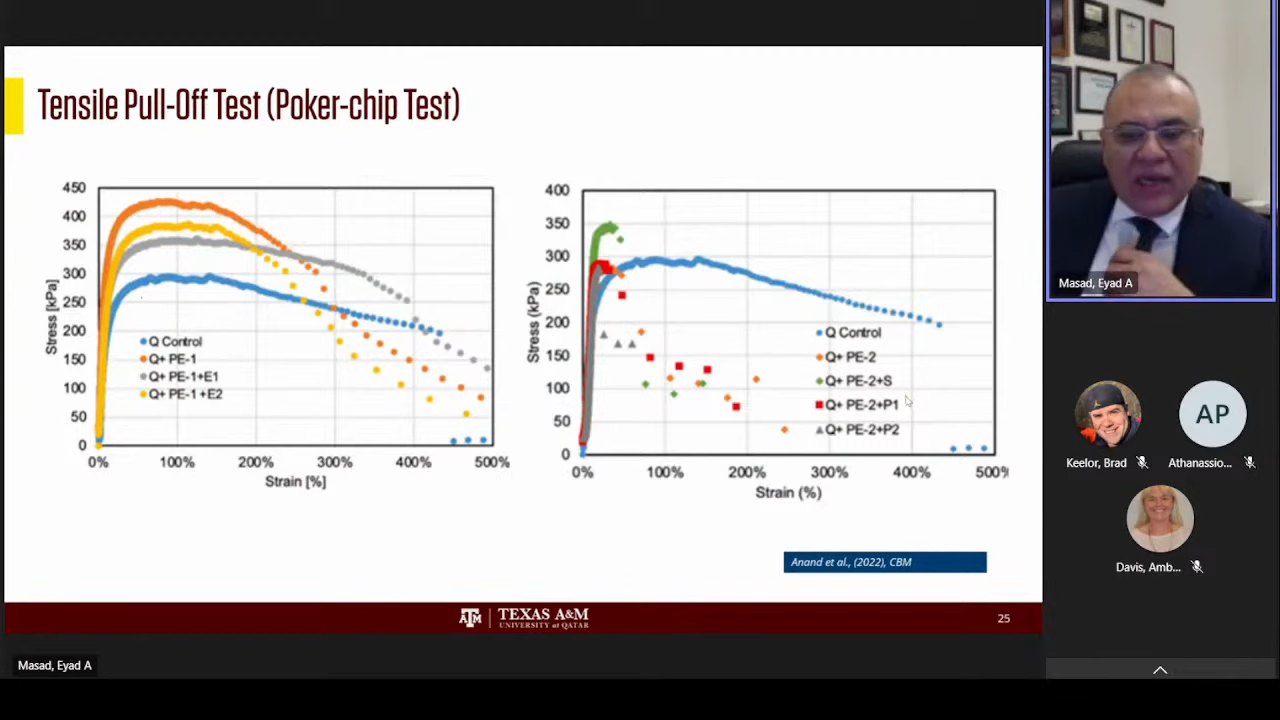 Tensile Pull-Off Test (Poker-chip Test)
450
400
350
300
250
200
150
100
50
0
Stress [kPa]
Q Control
Q+ PE-1
Q+ PE-1+E1
Q+ PE-1 +E2
0% 100% 200% 300% 400% 500%
Strain [%]
400
350
300
250
200
150
100
50
0
Stress (kPa)
Q Control
Q+ PE-2
Q+ PE-2+S
Q+ PE-2+P1
Q+ PE-2+P2
0% 100% 200% 300% 400% 500%
Strain (%)
Anand et al., (2022), CBM
ATM
TEXAS A&M
UNIVERSITY at QATAR
25
Masad, Eyad A
Masad, Eyad A
AP
Keelor, Brad
Athanassio...
Davis, Amb...